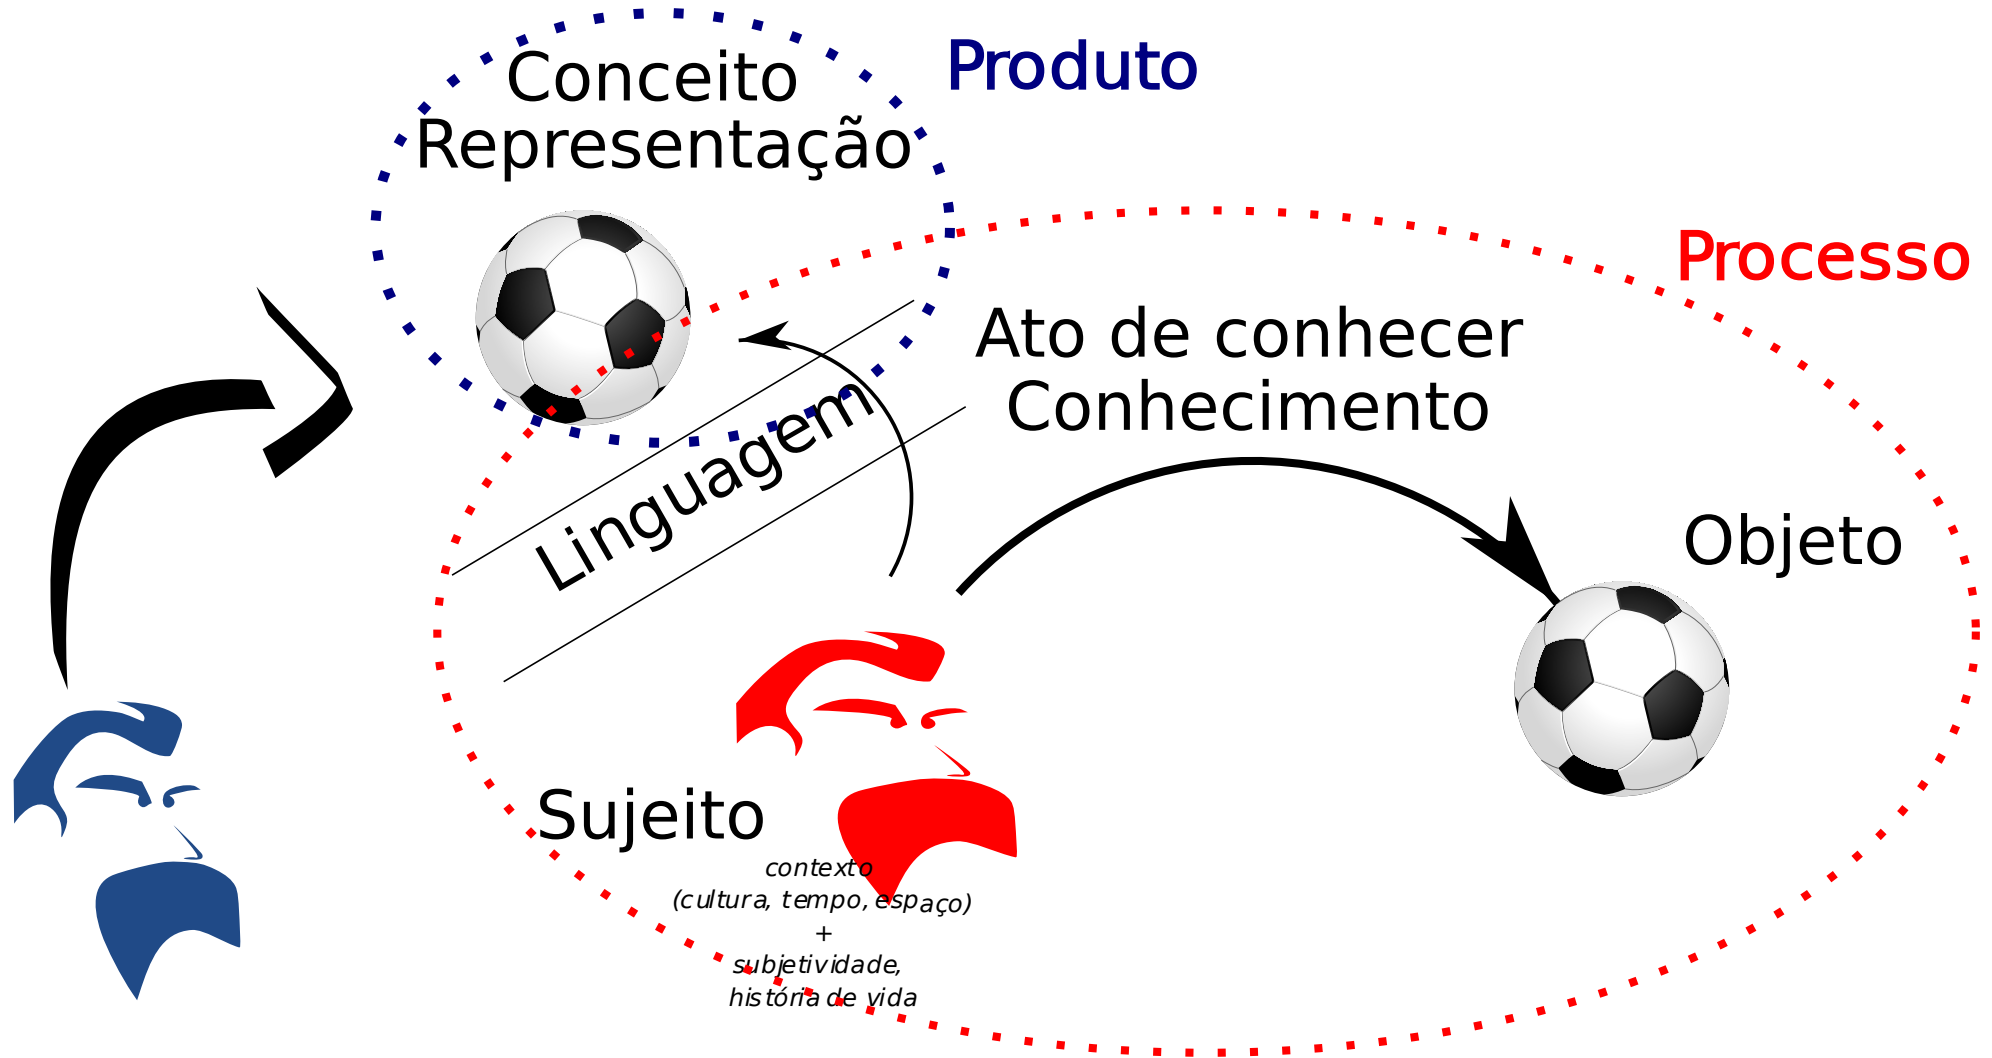 Conceito
Representação
Produto
Processo
Ato de conhecer
Conhecimento
Linguagem
Objeto
Sujeito
contexto
(cultura, tempo, espaço)
+
subjetividade,
história de vida